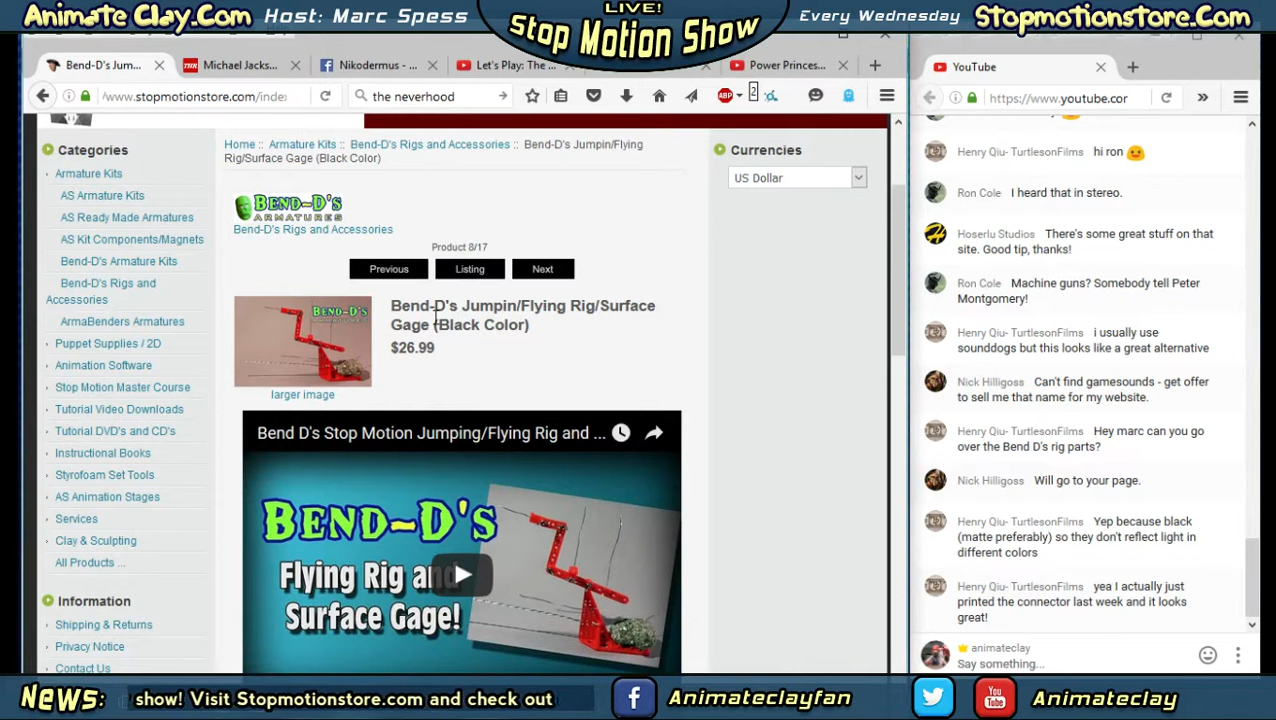 Animate Clay.Com Host: Marc Spess LIVE! Stop Motion Show Every Wednesday Stopmotionstore.Com
Bend-D's Jum... Michael Jacks... Nikodermus - ... Let's Play: The ... Power Princes...
/www.stopmotionstore.com/inde the neverhood ABP 2
Categories
Armature Kits
AS Armature Kits
AS Ready Made Armatures
AS Kit Components/Magnets
Bend-D's Armature Kits
Bend-D's Rigs and
Accessories
ArmaBenders Armatures
Puppet Supplies / 2D
Animation Software
Stop Motion Master Course
Tutorial Video Downloads
Tutorial DVD's and CD's
Instructional Books
Styrofoam Set Tools
AS Animation Stages
Services
Clay & Sculpting
All Products ...
Information
Shipping & Returns
Privacy Notice
Contact Us
Home :: Armature Kits :: Bend-D's Rigs and Accessories :: Bend-D's Jumpin/Flying
Rig/Surface Gage (Black Color)
BEND-D'S
ARMATURES
Bend-D's Rigs and Accessories
Product 8/17
Previous Listing Next
BEND-D'S
Bend-D's Jumpin/Flying Rig/Surface
Gage (Black Color)
$26.99
larger image
Bend D's Stop Motion Jumping/Flying Rig and ...
BEND-D'S
Flying Rig and
Surface Gage!
Currencies
US Dollar
YouTube
https://www.youtube.cor
Henry Qiu- TurtlesonFilms hi ron
Ron Cole I heard that in stereo.
Hoserlu Studios There's some great stuff on that
site. Good tip, thanks!
Ron Cole Machine guns? Somebody tell Peter
Montgomery!
Henry Qiu- TurtlesonFilms i usually use
sounddogs but this looks like a great alternative
Nick Hilligoss Can't find gamesounds - get offer
to sell me that name for my website.
Henry Qiu- TurtlesonFilms Hey marc can you go
over the Bend D's rig parts?
Nick Hilligoss Will go to your page.
Henry Qiu- TurtlesonFilms Yep because black
(matte preferably) so they don't reflect light in
different colors
Henry Qiu- TurtlesonFilms yea I actually just
printed the connector last week and it looks
great!
animateclay
Say something...
News: show! Visit Stopmotionstore.com and check out f Animateclayfan You Tube Animateclay